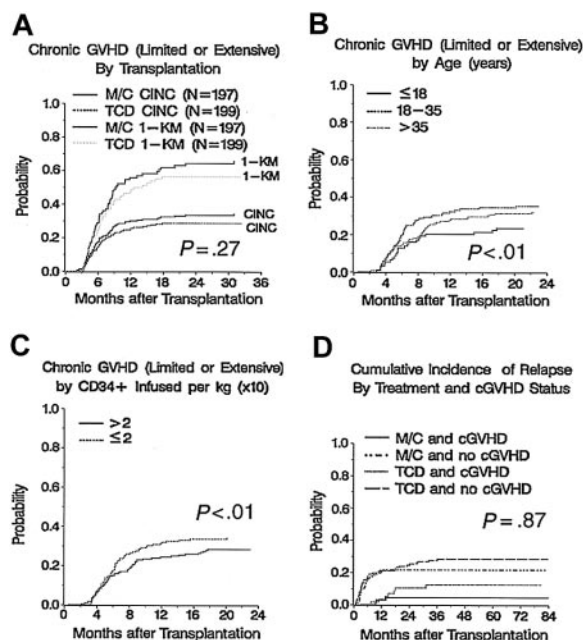 A
Chronic GVHD (Limited or Extensive)
By Transplantation
M/C CINC (N=197)
TCD CINC (N=199)
M/C 1-KM (N=197)
TCD 1-KM (N=199)
1.0
0.8
0.6
0.4
0.2
0.0
Probability
1-KM
1-KM
CINC
CINC
P=.27
0 6 12 18 24 30 36
Months after Transplantation
B
Chronic GVHD (Limited or Extensive)
by Age (years)
≤18
18-35
>35
1.0
0.8
0.6
0.4
0.2
0.0
Probability
P<.01
0 4 8 12 16 20 24
Months after Transplantation
C
Chronic GVHD (Limited or Extensive)
by CD34+ Infused per kg (x10)
>2
≤2
1.0
0.8
0.6
0.4
0.2
0.0
Probability
P<.01
0 4 8 12 16 20 24
Months after Transplantation
D
Cumulative Incidence of Relapse
By Treatment and cGVHD Status
M/C and cGVHD
M/C and no cGVHD
TCD and cGVHD
TCD and no cGVHD
1.0
0.8
0.6
0.4
0.2
0.0
Probability
P=.87
0 12 24 36 48 60 72 84
Months after Transplantation